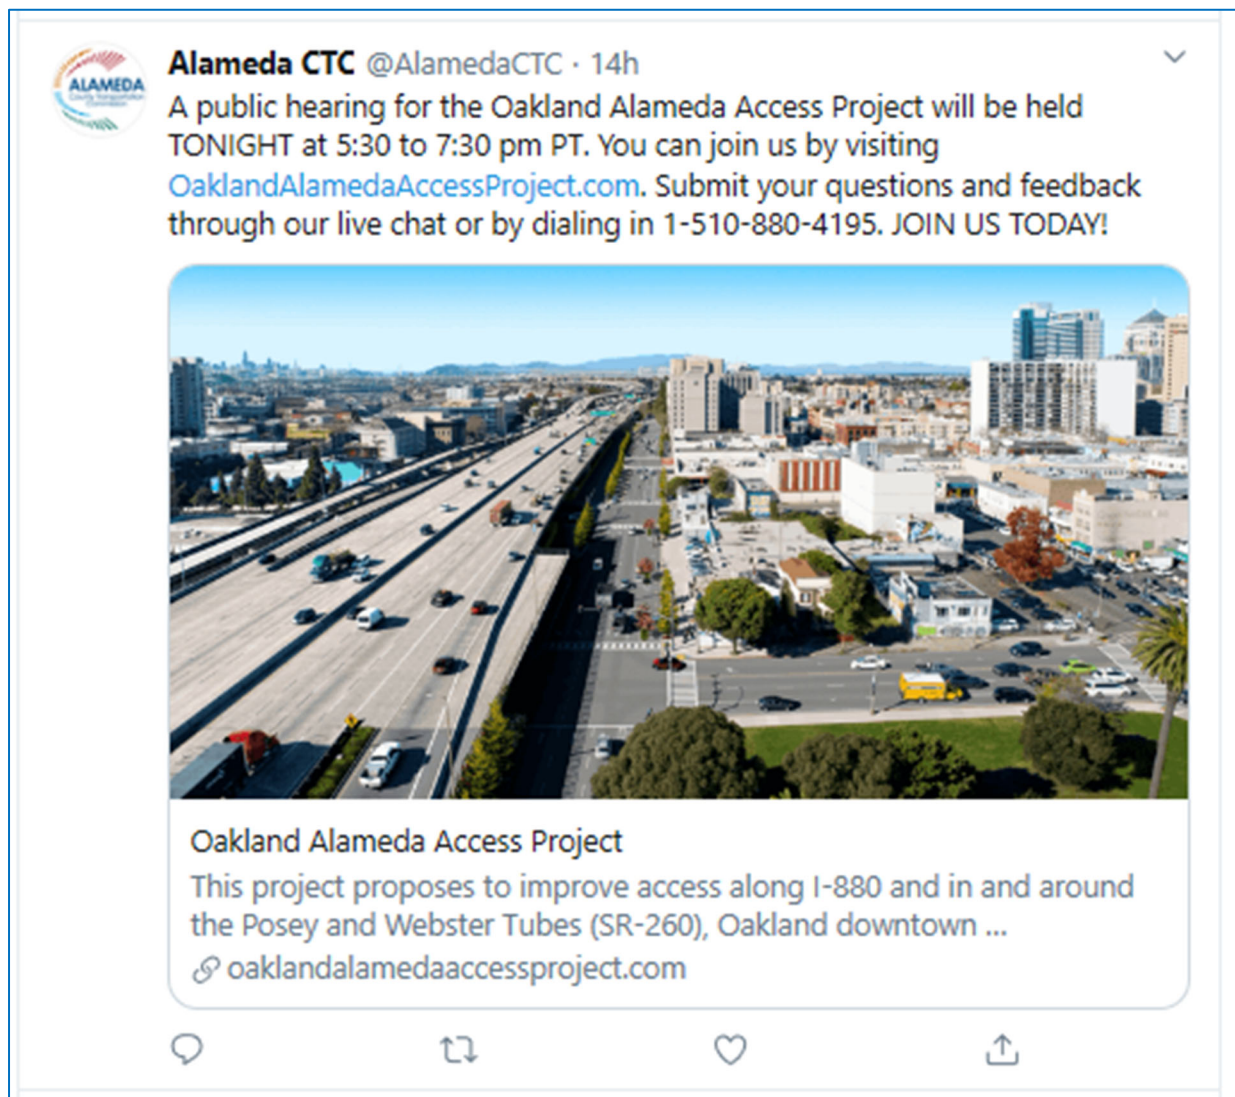 Alameda CTC @AlamedaCTC · 14h
ALAMEDA
County Transportation
Commission
A public hearing for the Oakland Alameda Access Project will be held
TONIGHT at 5:30 to 7:30 pm PT. You can join us by visiting
OaklandAlamedaAccessProject.com. Submit your questions and feedback
through our live chat or by dialing in 1-510-880-4195. JOIN US TODAY!
Oakland Alameda Access Project
This project proposes to improve access along I-880 and in and around
the Posey and Webster Tubes (SR-260), Oakland downtown ...
oaklandalamedaaccessproject.com